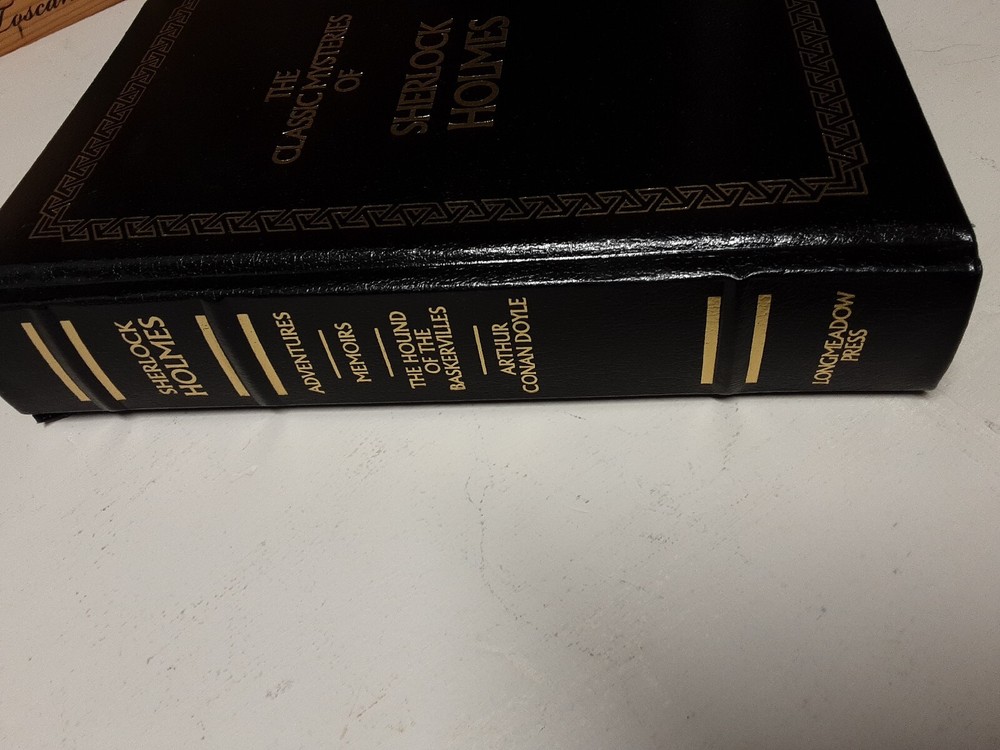 Toscan
THE
CLASSIC MYSTERIES
OF
SHERLOCK
HOLMES
SHERLOCK
HOLMES
ADVENTURES
MEMOIRS
THE HOUND
OF THE
BASKERVILLES
ARTHUR
CONAN DOYLE
LONGMEADOW
PRESS